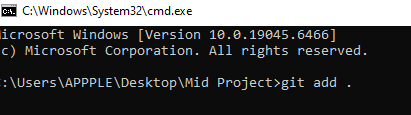 C:\Windows\System32\cmd.exe
icrosoft Windows [Version 10.0.19045.6466]
c) Microsoft Corporation. All rights reserved.
:\Users\APPPLE\Desktop\Mid Project>git add .